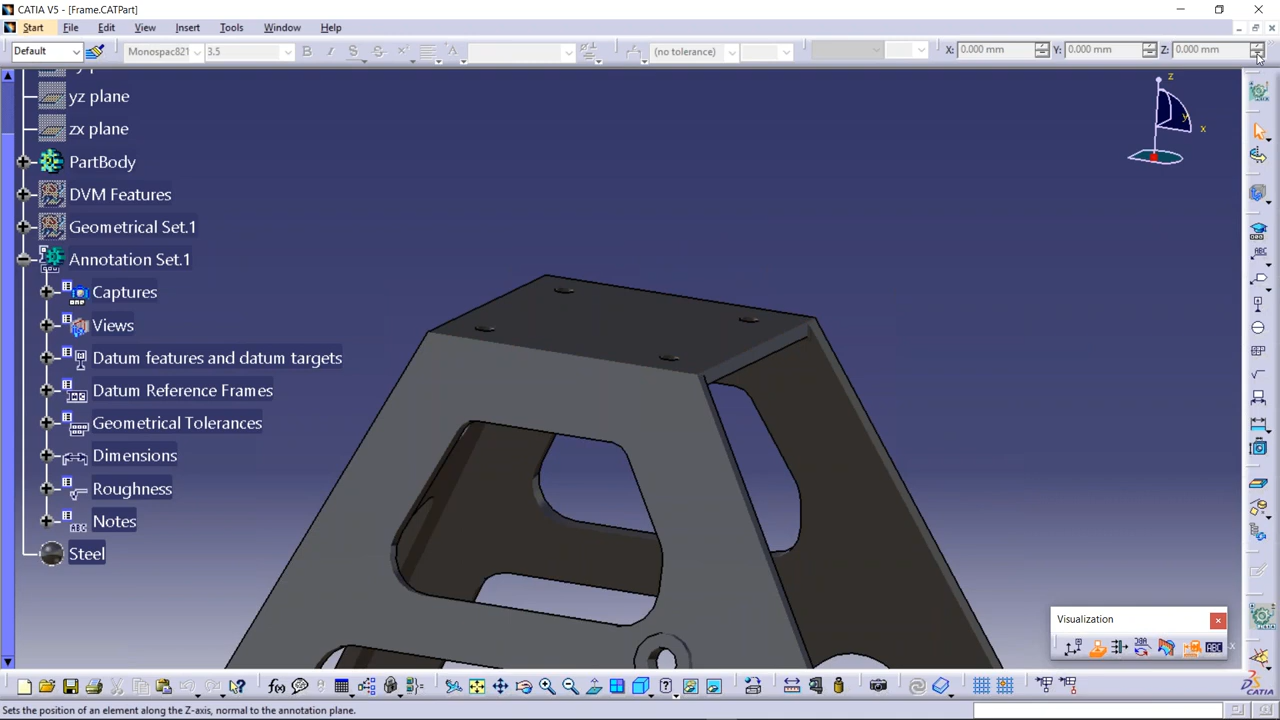 CATIA V5 - [Frame.CATPart]
Start File Edit View Insert Tools Window Help
Default Monospac821 3.5 (no tolerance) X: 0.000 mm Y: 0.000 mm Z: 0.000 mm
yz plane
zx plane
PartBody
DVM Features
Geometrical Set.1
Annotation Set.1
Captures
Views
Datum features and datum targets
Datum Reference Frames
Geometrical Tolerances
Dimensions
Roughness
Notes
Steel
z
y
x
Visualization
Sets the position of an element along the Z-axis, normal to the annotation plane.
CATIA